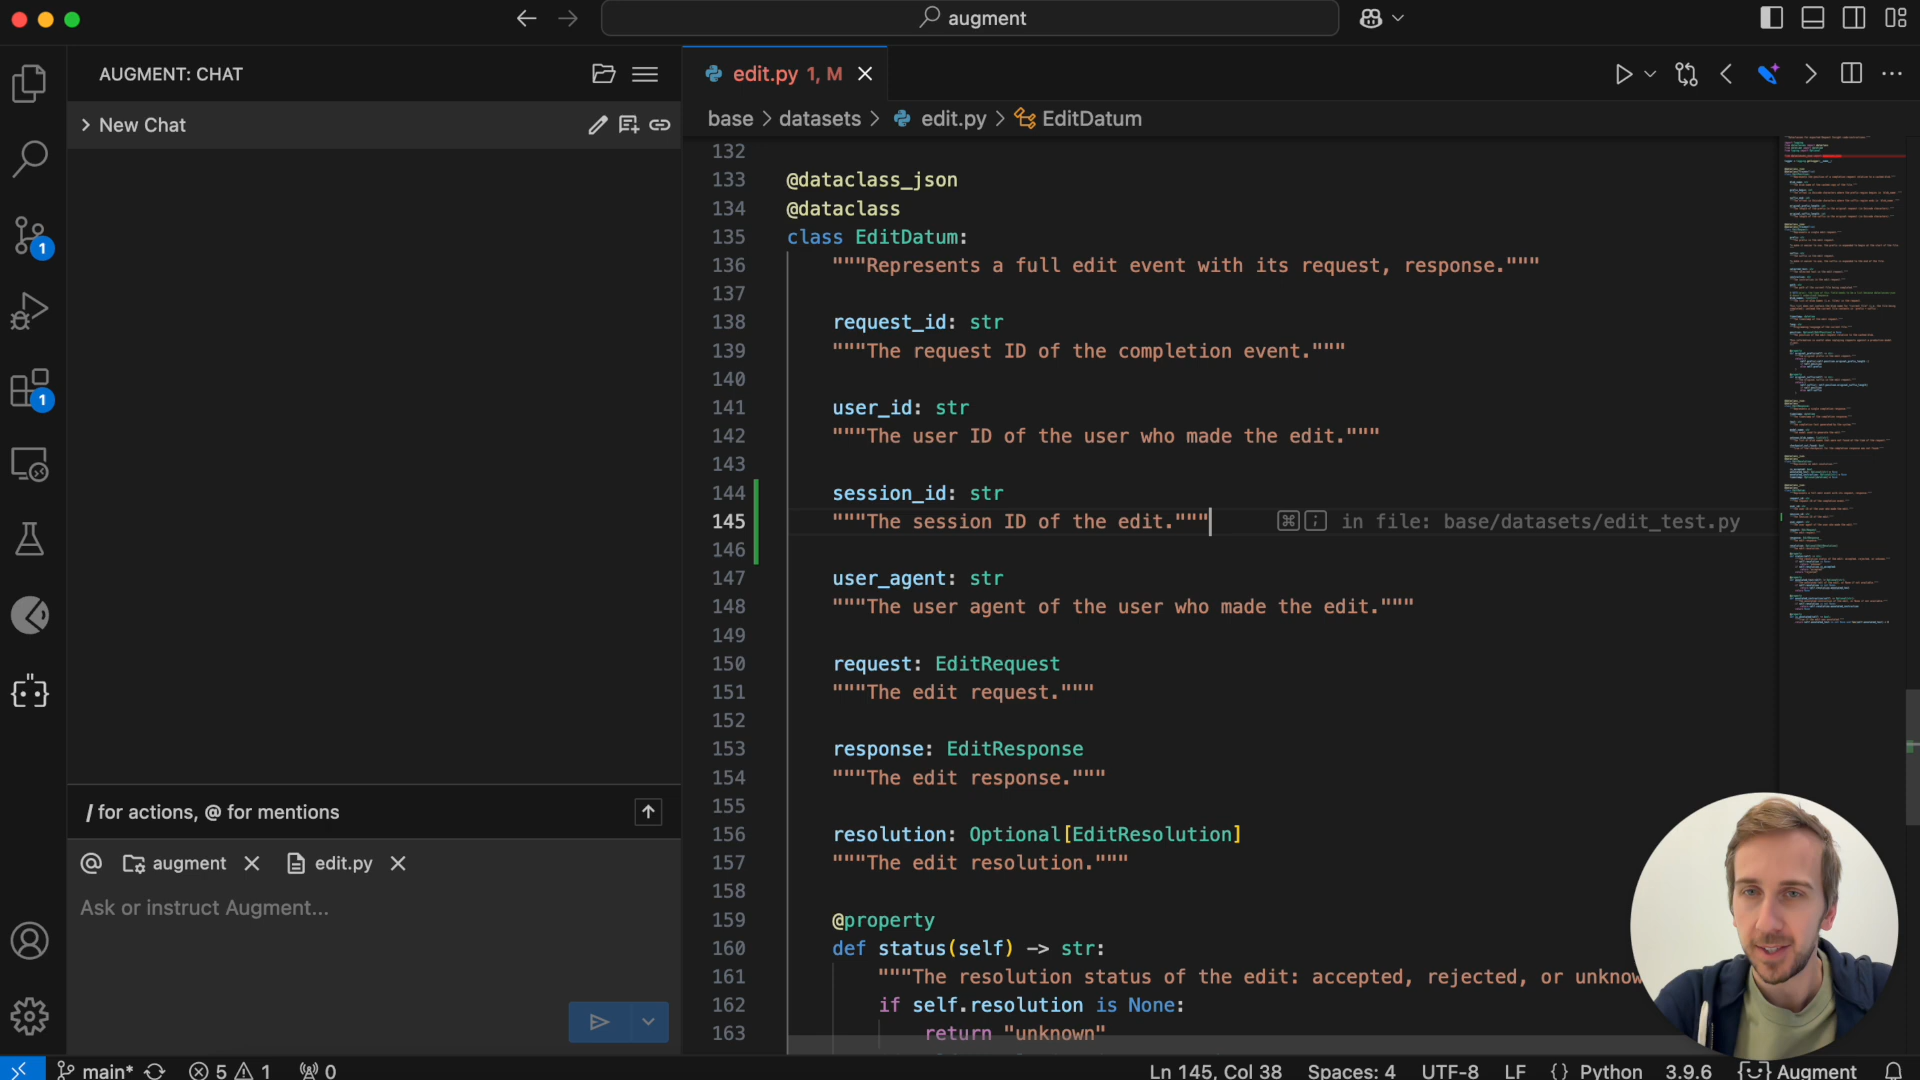 augment
AUGMENT: CHAT
edit.py 1, M
New Chat
base > datasets > edit.py > EditDatum
132
133 @dataclass_json
134 @dataclass
135 class EditDatum:
136 """Represents a full edit event with its request, response."""
137
138 request_id: str
139 """The request ID of the completion event."""
140
141 user_id: str
142 """The user ID of the user who made the edit."""
143
144 session_id: str
145 """The session ID of the edit.""" ⌘ ; in file: base/datasets/edit_test.py
146
147 user_agent: str
148 """The user agent of the user who made the edit."""
149
150 request: EditRequest
151 """The edit request."""
152
153 response: EditResponse
154 """The edit response."""
155
156 resolution: Optional[EditResolution]
157 """The edit resolution."""
158
159 @property
160 def status(self) -> str:
161 """The resolution status of the edit: accepted, rejected, or unknow
162 if self.resolution is None:
163 return "unknown"
1
1
/ for actions, @ for mentions
@ augment edit.py
Ask or instruct Augment...
main* 5 1 0
Ln 145, Col 38 Spaces: 4 UTF-8 LF {} Python 3.9.6 Augment